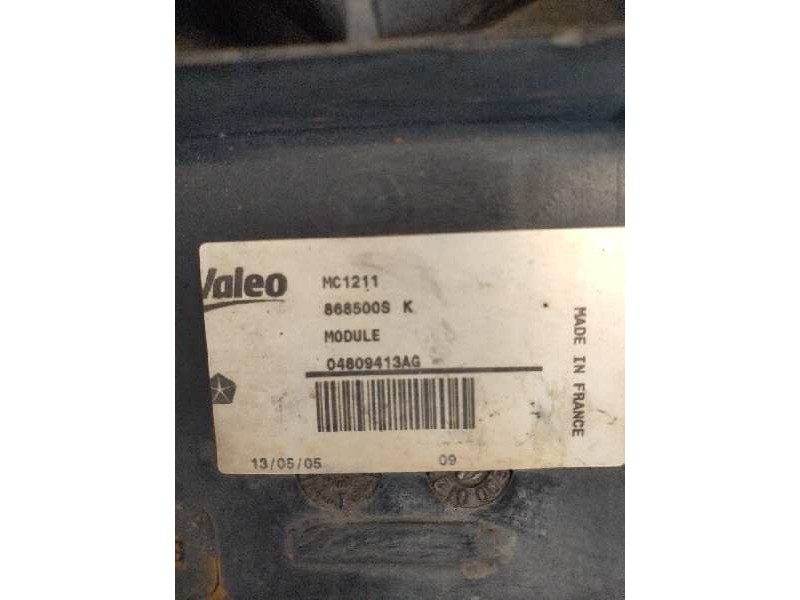 Valeo
MC1211
868500S K
MODULE
04809413AG
MADE IN FRANCE
13/05/05
09